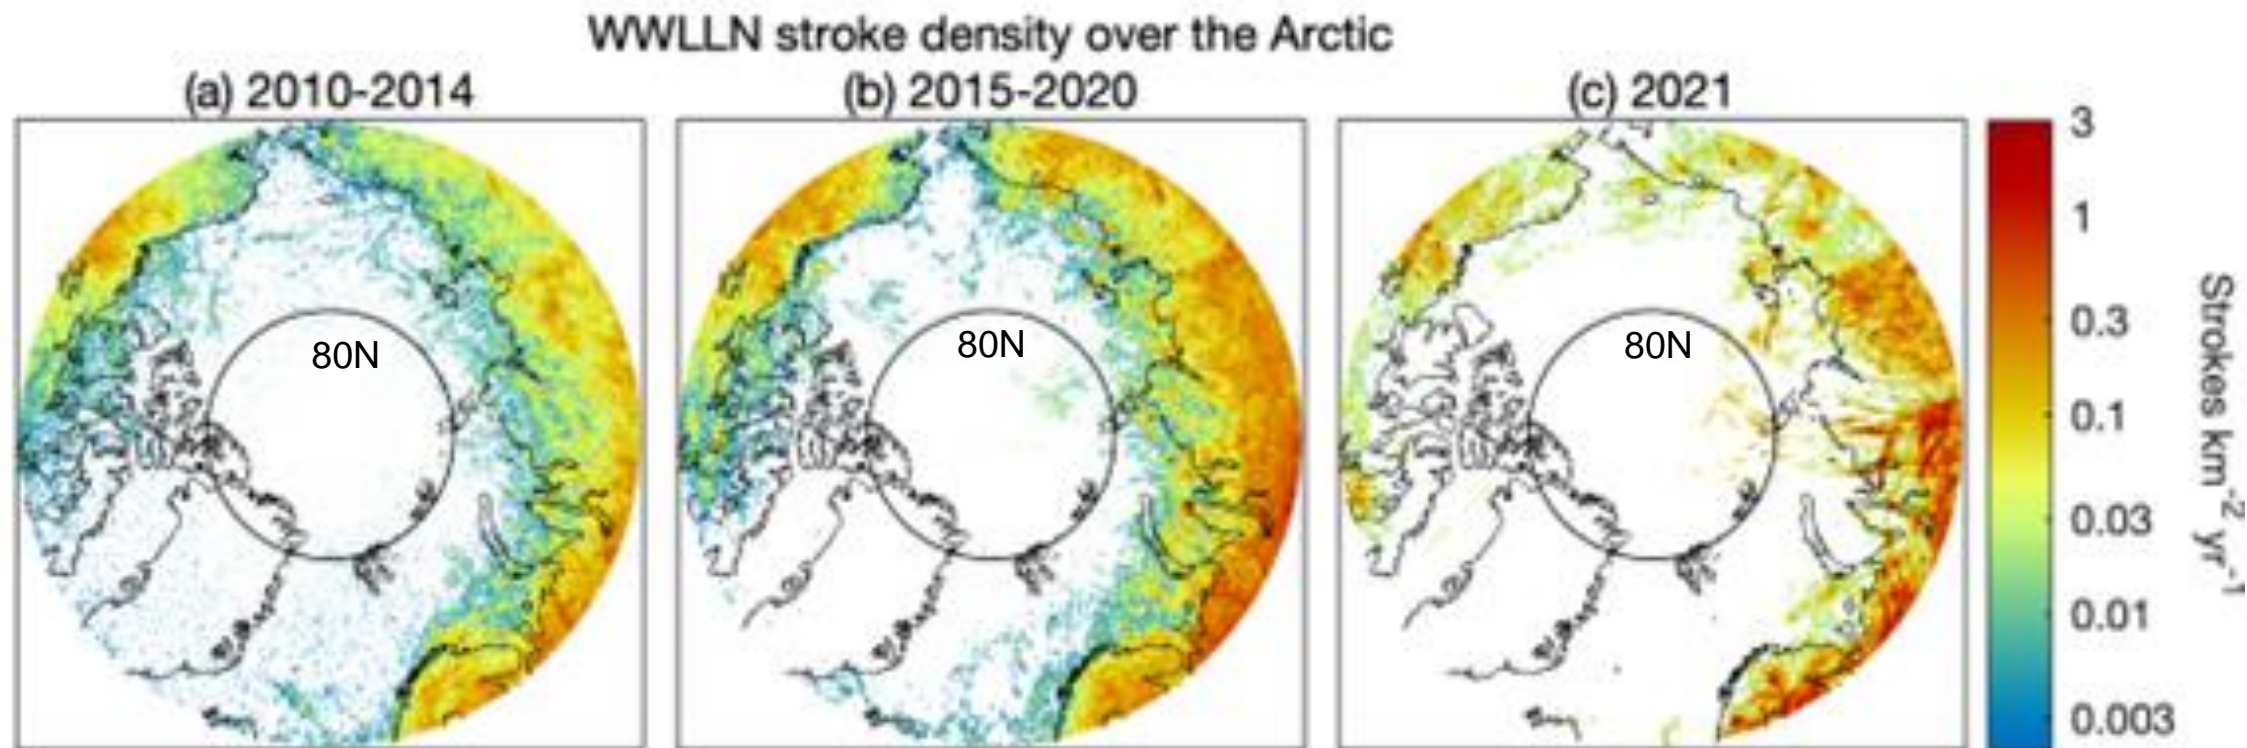 WWLLN stroke density over the Arctic
(a) 2010-2014
(b) 2015-2020
(c) 2021
80N
80N
80N
3
1
0.3
0.1
0.03
0.01
0.003
Strokes km⁻² yr⁻¹